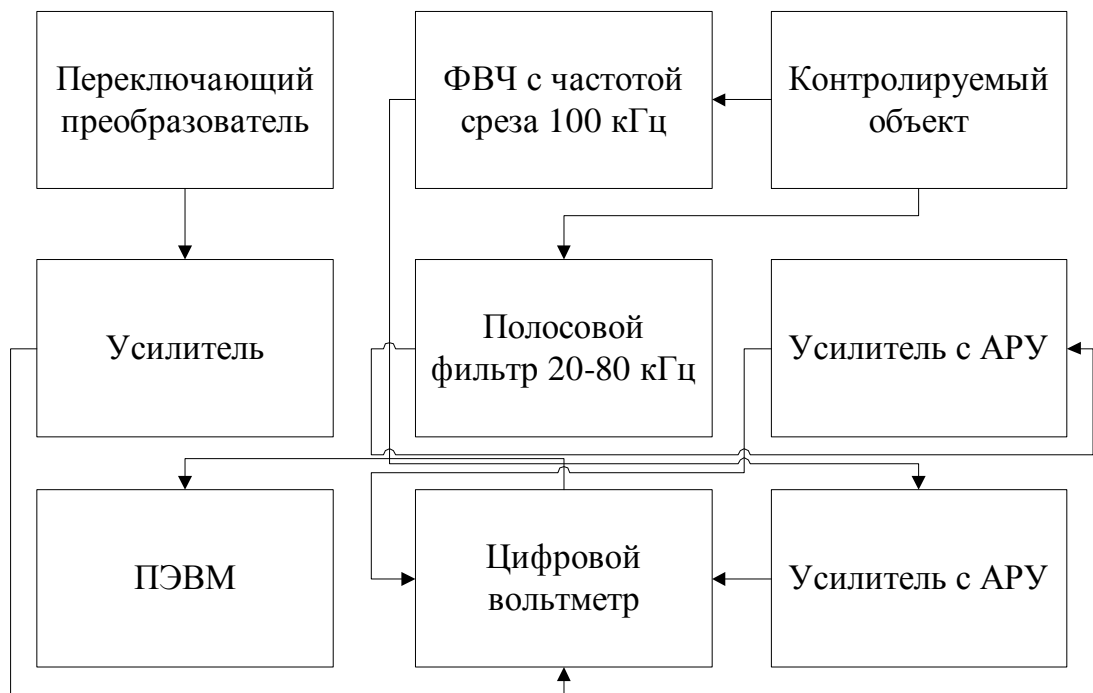 Переключающий
преобразователь
ФВЧ с частотой
среза 100 кГц
Контролируемый
объект
Усилитель
Полосовой
фильтр 20-80 кГц
Усилитель с АРУ
ПЭВМ
Цифровой
вольтметр
Усилитель с АРУ